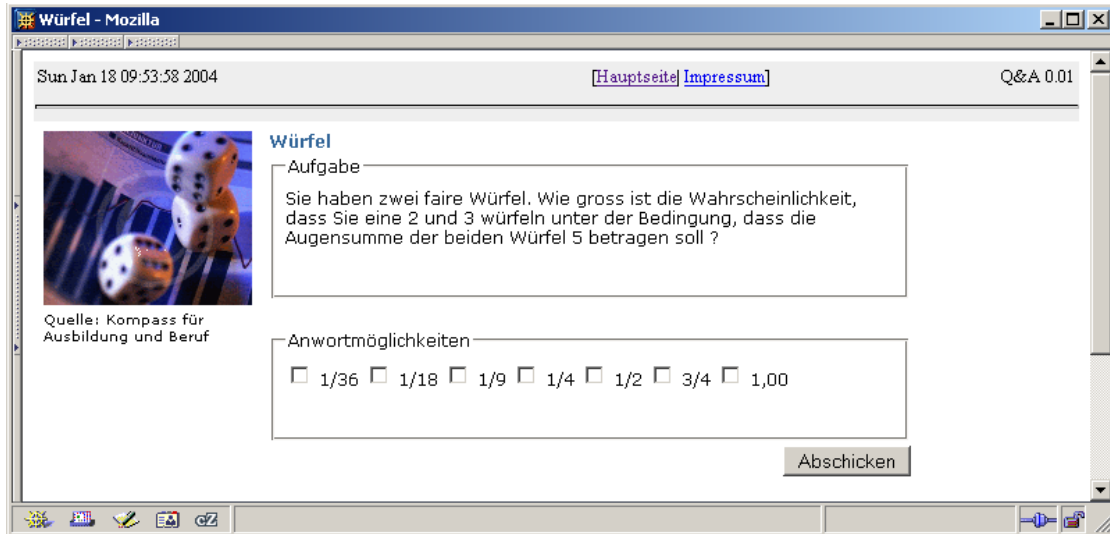 Würfel - Mozilla
Sun Jan 18 09:53:58 2004 [Hauptseite| Impressum] Q&A 0.01
Würfel
Aufgabe
Sie haben zwei faire Würfel. Wie gross ist die Wahrscheinlichkeit,
dass Sie eine 2 und 3 würfeln unter der Bedingung, dass die
Augensumme der beiden Würfel 5 betragen soll ?
Quelle: Kompass für
Ausbildung und Beruf
Anwortmöglichkeiten
1/36 1/18 1/9 1/4 1/2 3/4 1,00
Abschicken
cZ